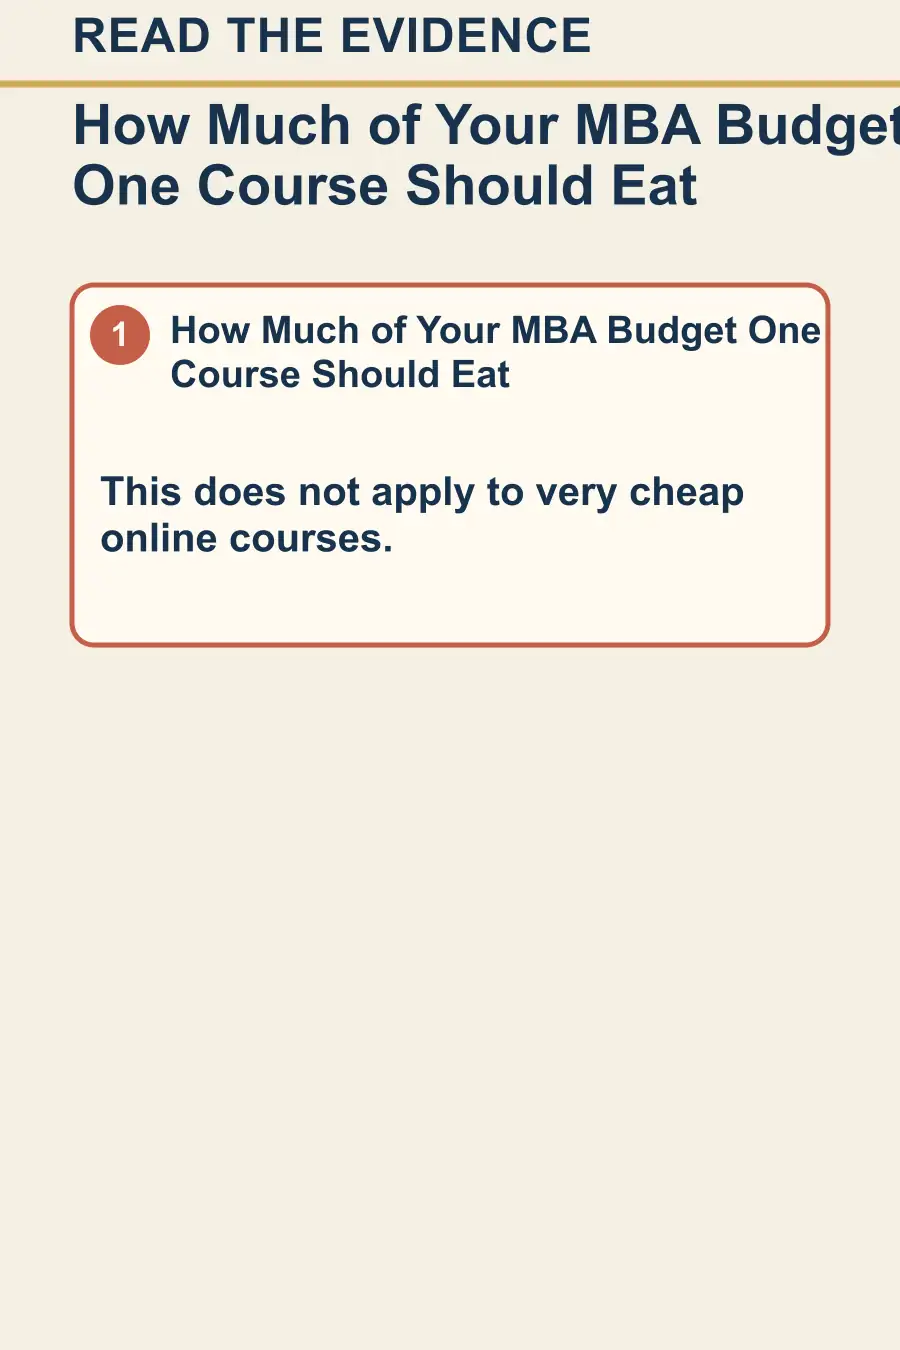 READ THE EVIDENCE
How Much of Your MBA Budget
One Course Should Eat
1
How Much of Your MBA Budget One
Course Should Eat
This does not apply to very cheap
online courses.